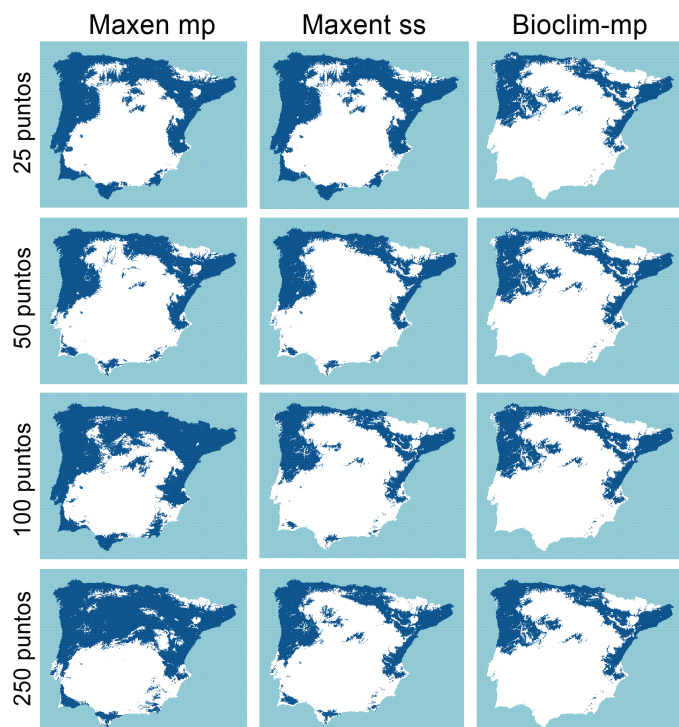 Maxen mp
Maxent ss
Bioclim-mp
25 puntos
50 puntos
100 puntos
250 puntos